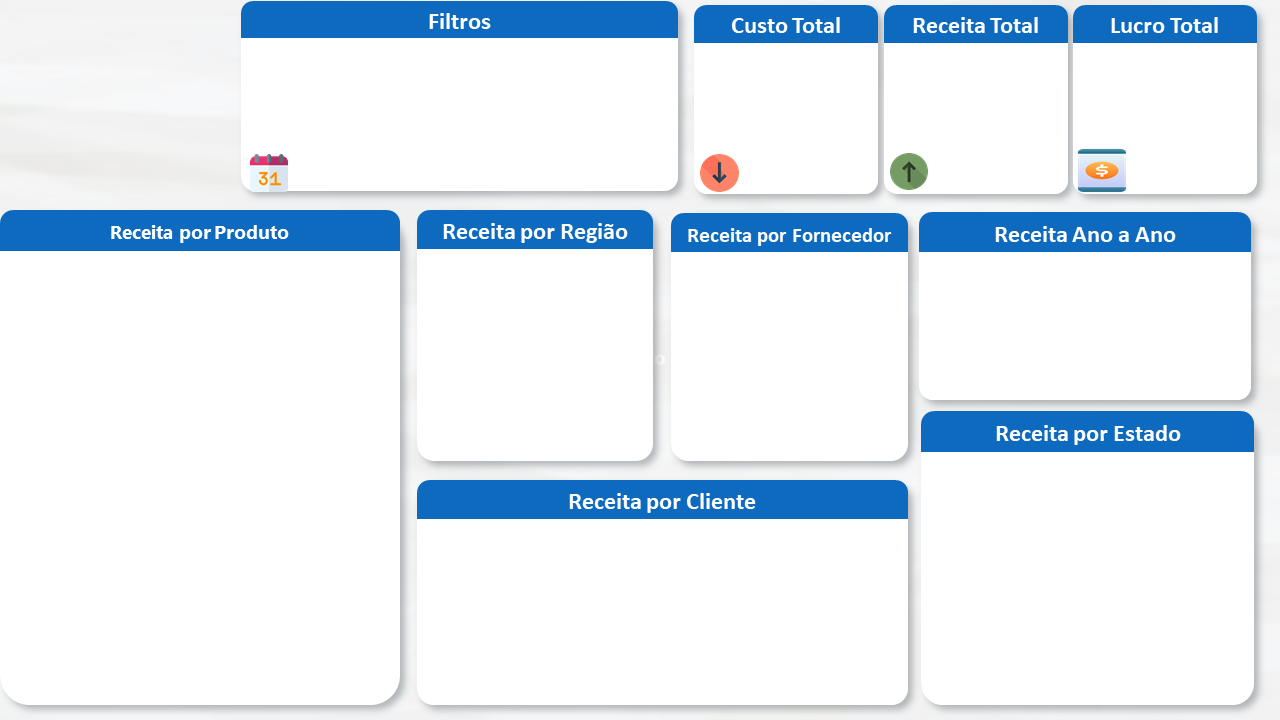 Filtros
Custo Total
Receita Total
Lucro Total
31
$
Receita por Produto
Receita por Região
Receita por Fornecedor
Receita Ano a Ano
Receita por Estado
Receita por Cliente